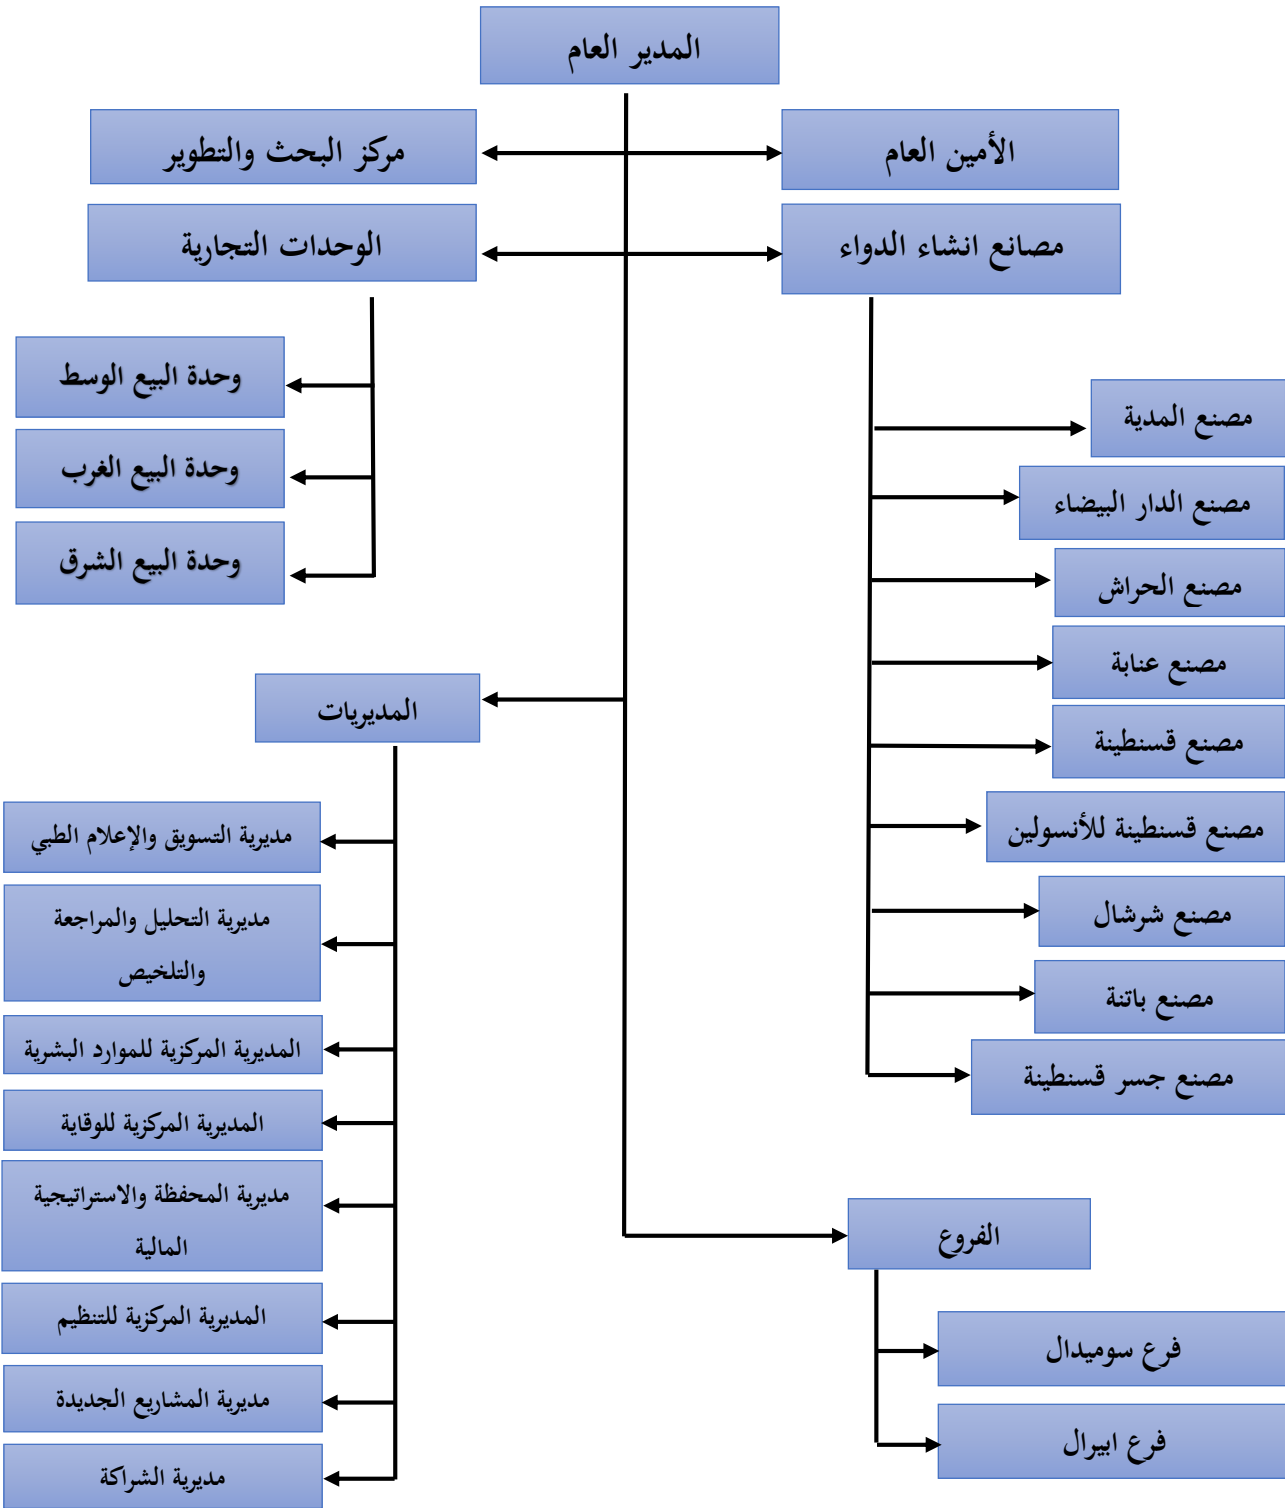 المدير العام
الأمين العام
مركز البحث والتطوير
مصانع انشاء الدواء
الوحدات التجارية
مصنع المدية
مصنع الدار البيضاء
مصنع الحراش
مصنع عنابة
مصنع قسنطينة
مصنع قسنطينة للأنسولين
مصنع شرشال
مصنع باتنة
مصنع جسر قسنطينة
وحدة البيع الوسط
وحدة البيع الغرب
وحدة البيع الشرق
المديريات
مديرية التسويق والإعلام الطبي
مديرية التحليل والمراجعة
والتلخيص
المديرية المركزية للموارد البشرية
المديرية المركزية للوقاية
مديرية المحفظة والاستراتيجية
المالية
المديرية المركزية للتنظيم
مديرية المشاريع الجديدة
مديرية الشراكة
الفروع
فرع سوميدال
فرع ايبرال